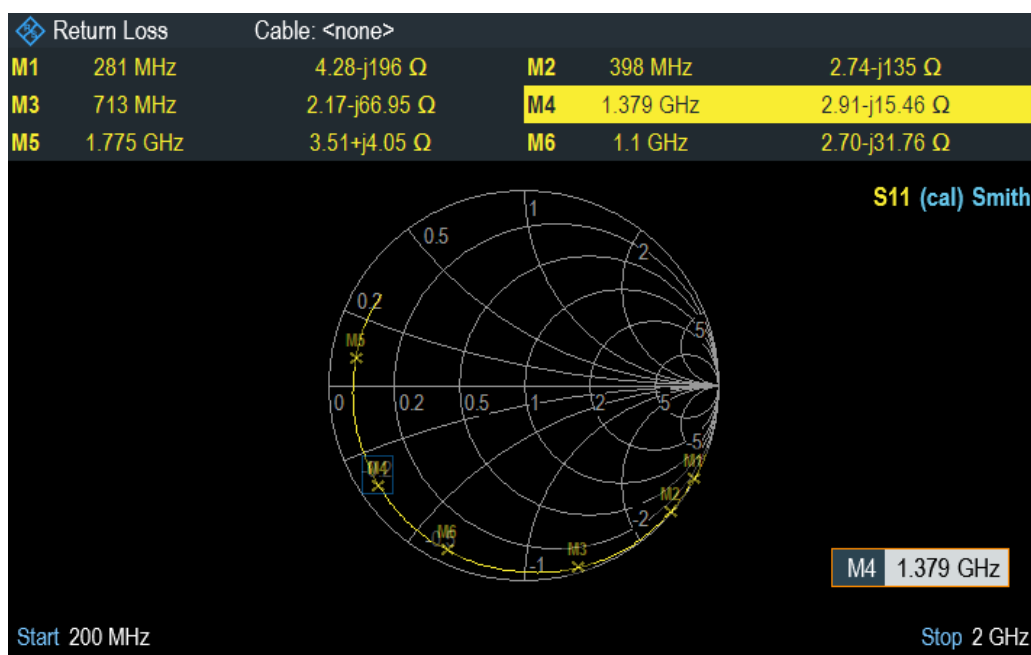 Return Loss Cable: <none>
M1 281 MHz 4.28-j196 Ω M2 398 MHz 2.74-j135 Ω
M3 713 MHz 2.17-j66.95 Ω M4 1.379 GHz 2.91-j15.46 Ω
M5 1.775 GHz 3.51+j4.05 Ω M6 1.1 GHz 2.70-j31.76 Ω
S11 (cal) Smith
1
0.5
2
0.2
5
M5
0 0.2 0.5 1 2 5
-5
M1
M4
M2
-2
M6
M3
-1
M4 1.379 GHz
Start 200 MHz Stop 2 GHz